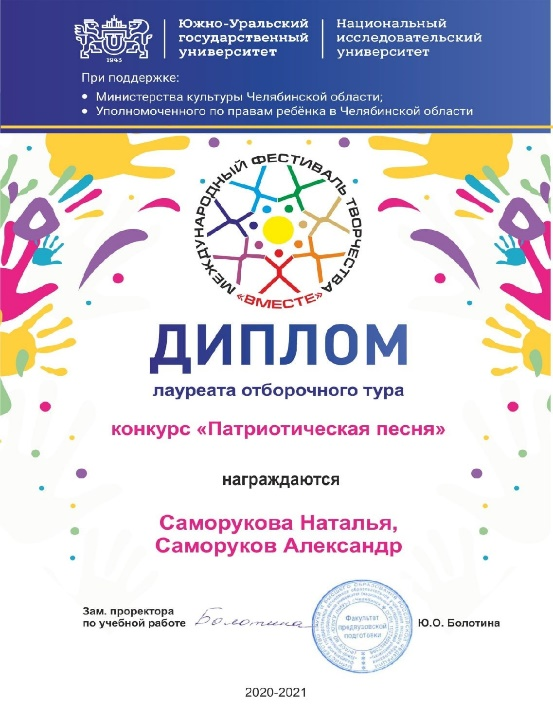 Южно-Уральский
государственный
университет
Национальный
исследовательский
университет
1943
При поддержке:
• Министерства культуры Челябинской области;
• Уполномоченного по правам ребёнка в Челябинской области
МЕЖДУНАРОДНЫЙ ФЕСТИВАЛЬ ТВОРЧЕСТВА
«ВМЕСТЕ»
ДИПЛОМ
лауреата отборочного тура
конкурс «Патриотическая песня»
награждаются
Саморукова Наталья,
Саморуков Александр
Зам. проректора
по учебной работе
Болотина
Факультет
предвузовской
подготовки
Ю.О. Болотина
2020-2021